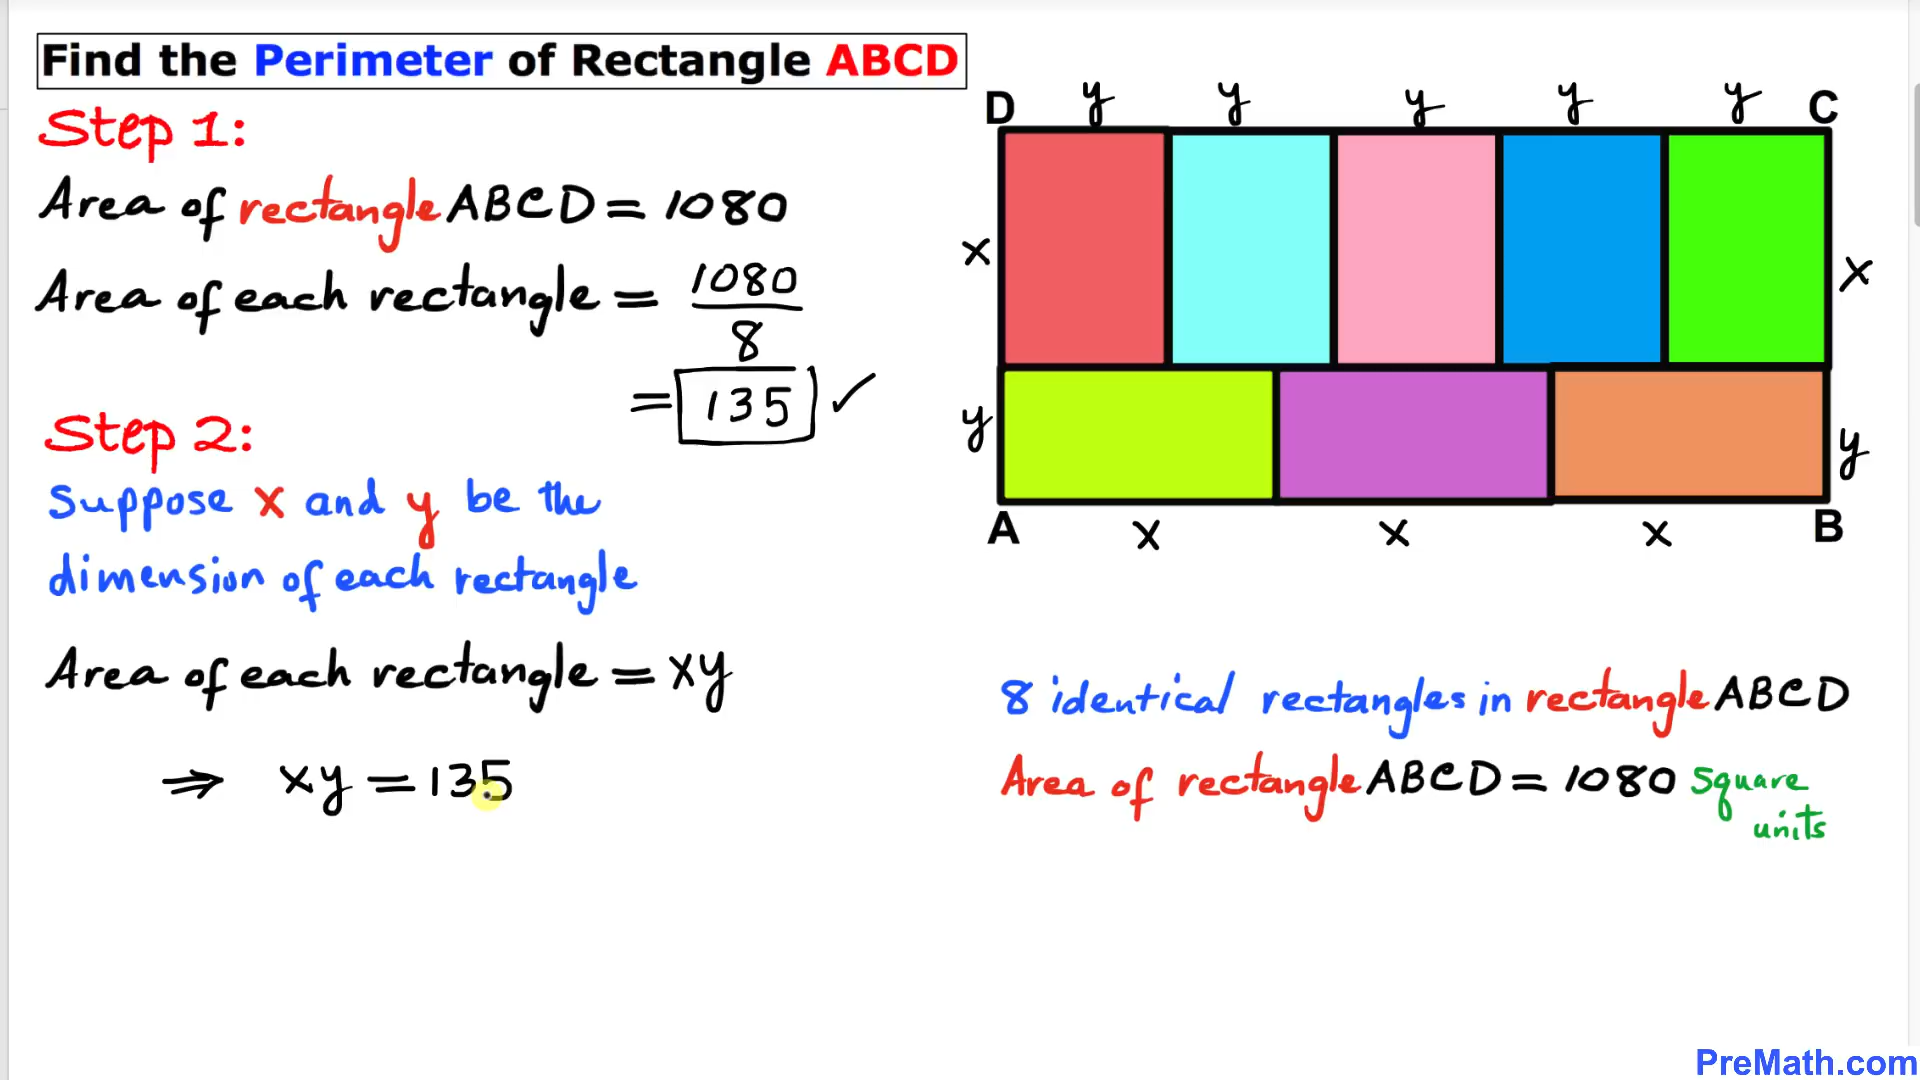 Find the Perimeter of Rectangle ABCD
Step 1:
Area of rectangle ABCD = 1080
Area of each rectangle = 1080
8
= 135 ✓
Step 2:
Suppose x and y be the
dimension of each rectangle
Area of each rectangle = xy
⇒ xy = 135
D y y y y y C
x x
y y
A x x x B
8 identical rectangles in rectangle ABCD
Area of rectangle ABCD = 1080 square
units
PreMath.com